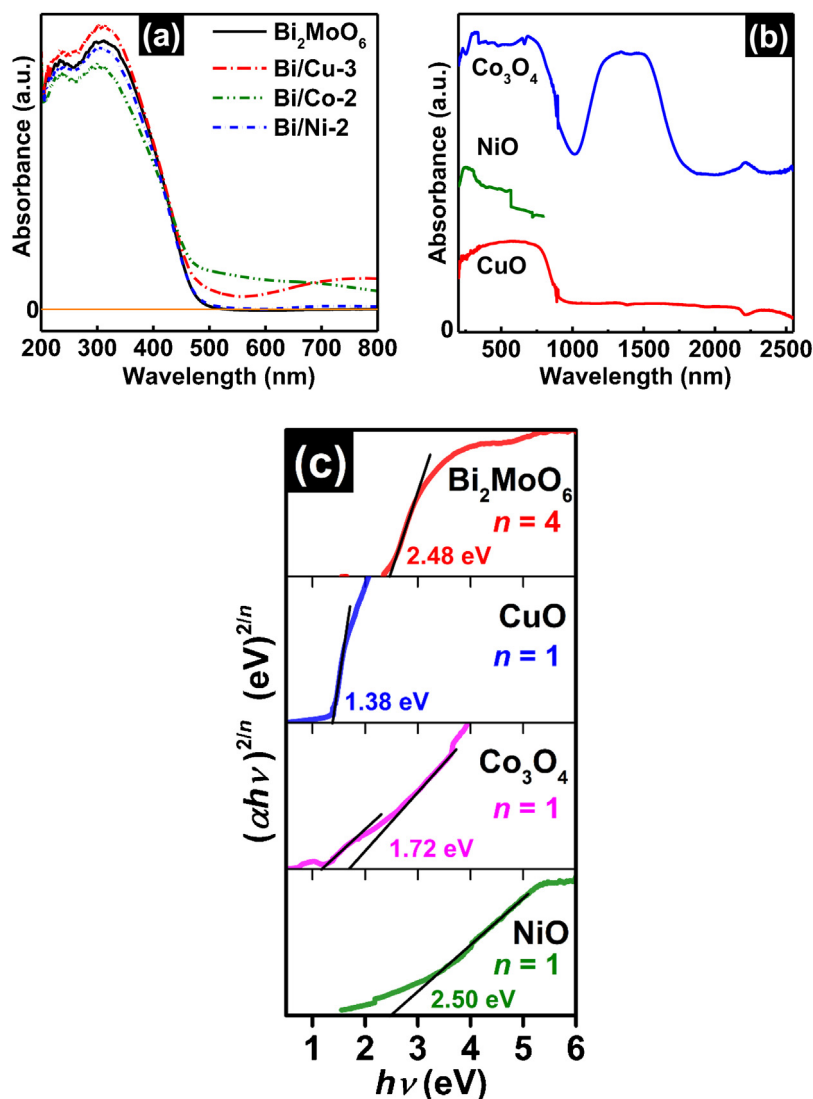 (a)
Bi₂MoO₆
Bi/Cu-3
Bi/Co-2
Bi/Ni-2
Absorbance (a.u.)
0
200 300 400 500 600 700 800
Wavelength (nm)
(b)
Co₃O₄
NiO
CuO
Absorbance (a.u.)
0
500 1000 1500 2000 2500
Wavelength (nm)
(c)
Bi₂MoO₆
n = 4
2.48 eV
CuO
n = 1
1.38 eV
Co₃O₄
n = 1
1.72 eV
NiO
n = 1
2.50 eV
(αhν)²/ⁿ (eV)²/ⁿ
1 2 3 4 5 6
hν (eV)